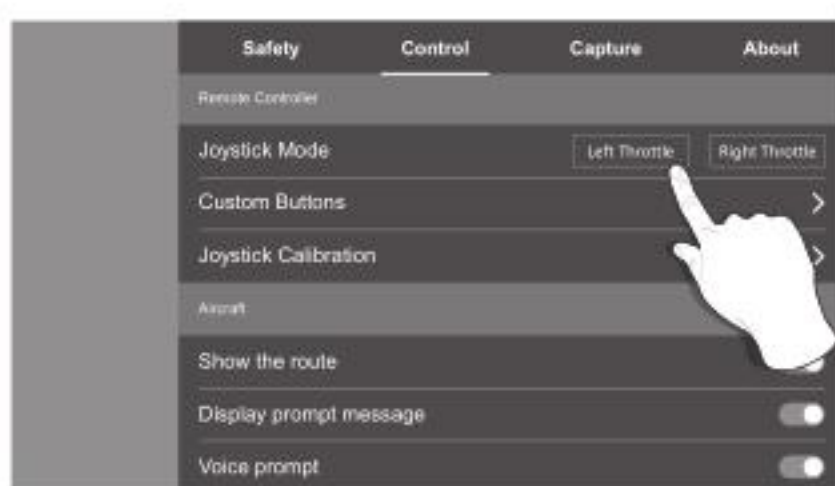 Safety Control Capture About
Remote Controller
Joystick Mode Left Throttle Right Throttle
Custom Buttons
Joystick Calibration
Aircraft
Show the route
Display prompt message
Voice prompt